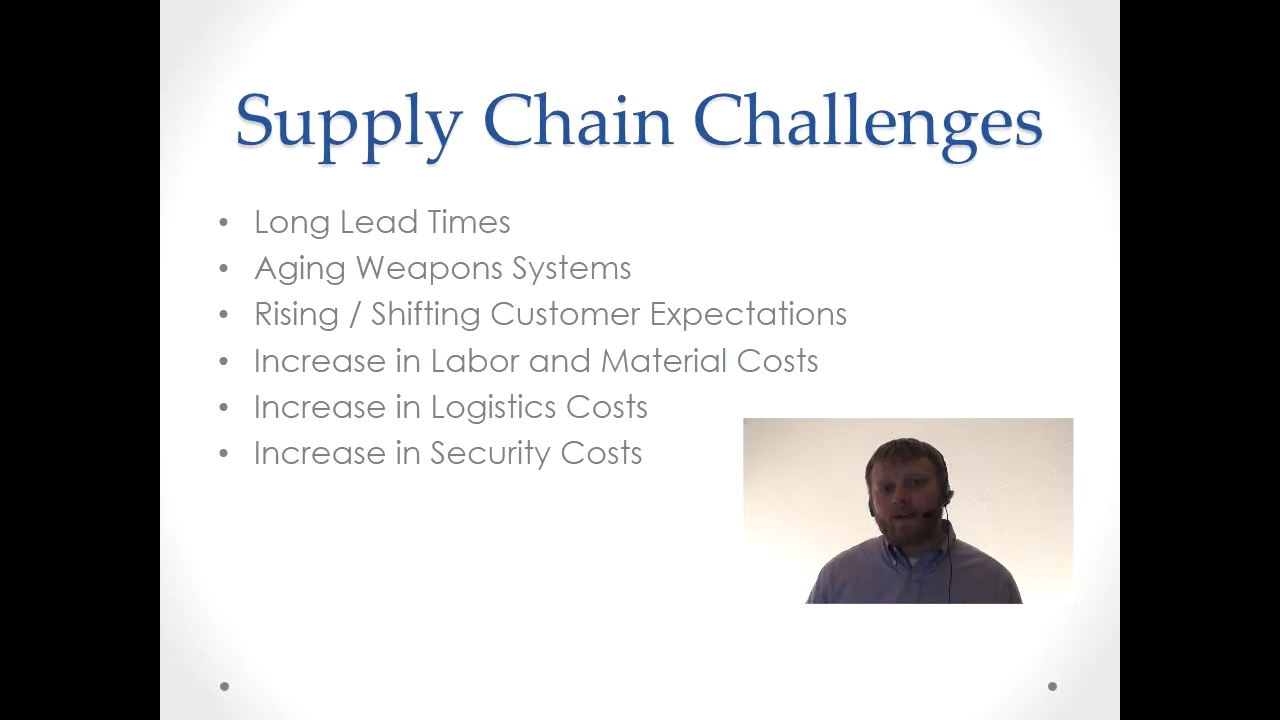 Supply Chain Challenges
• Long Lead Times
• Aging Weapons Systems
• Rising / Shifting Customer Expectations
• Increase in Labor and Material Costs
• Increase in Logistics Costs
• Increase in Security Costs